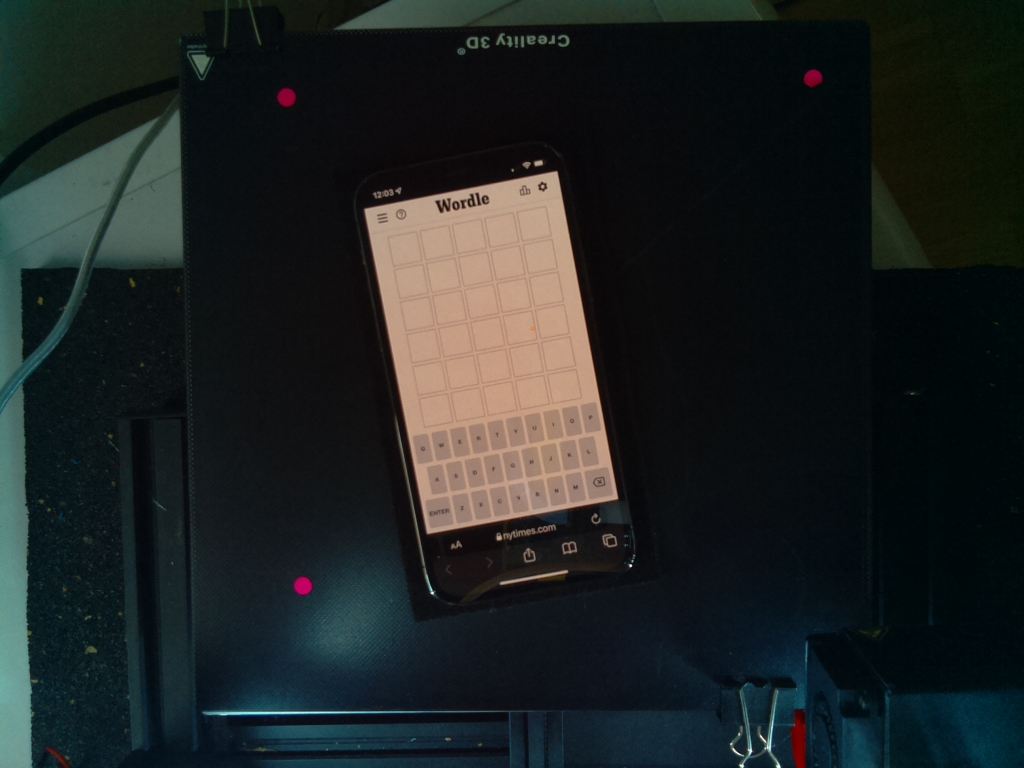 Creality 3D®
12:03
Wordle
Q W E R T Y U I O P
A S D F G H J K L
ENTER Z X C V B N M
AA nytimes.com